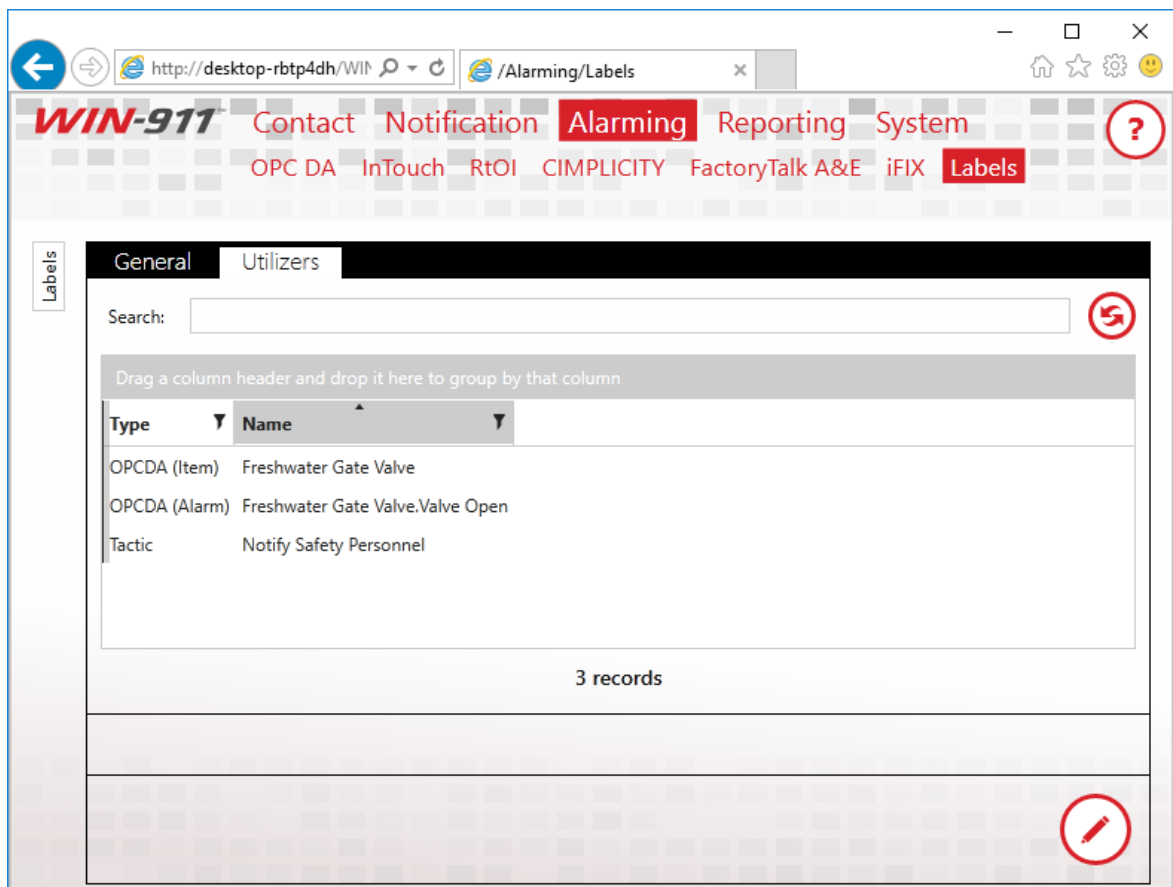 http://desktop-rbtp4dh/WIN
/Alarming/Labels
WIN-911™ Contact Notification Alarming Reporting System ?
OPC DA InTouch RtOI CIMPLICITY FactoryTalk A&E iFIX Labels
Labels
General Utilizers
Search:
Drag a column header and drop it here to group by that column
Type Name
OPCDA (Item) Freshwater Gate Valve
OPCDA (Alarm) Freshwater Gate Valve.Valve Open
Tactic Notify Safety Personnel
3 records